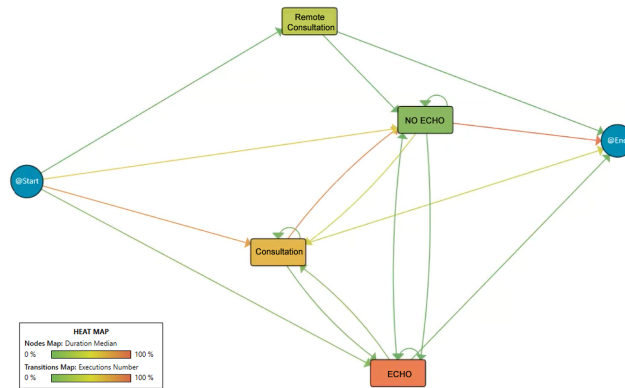 Remote
Consultation
NO ECHO
@End
@Start
Consultation
ECHO
HEAT MAP
Nodes Map: Duration Median
0 % 100 %
Transitions Map: Executions Number
0 % 100 %